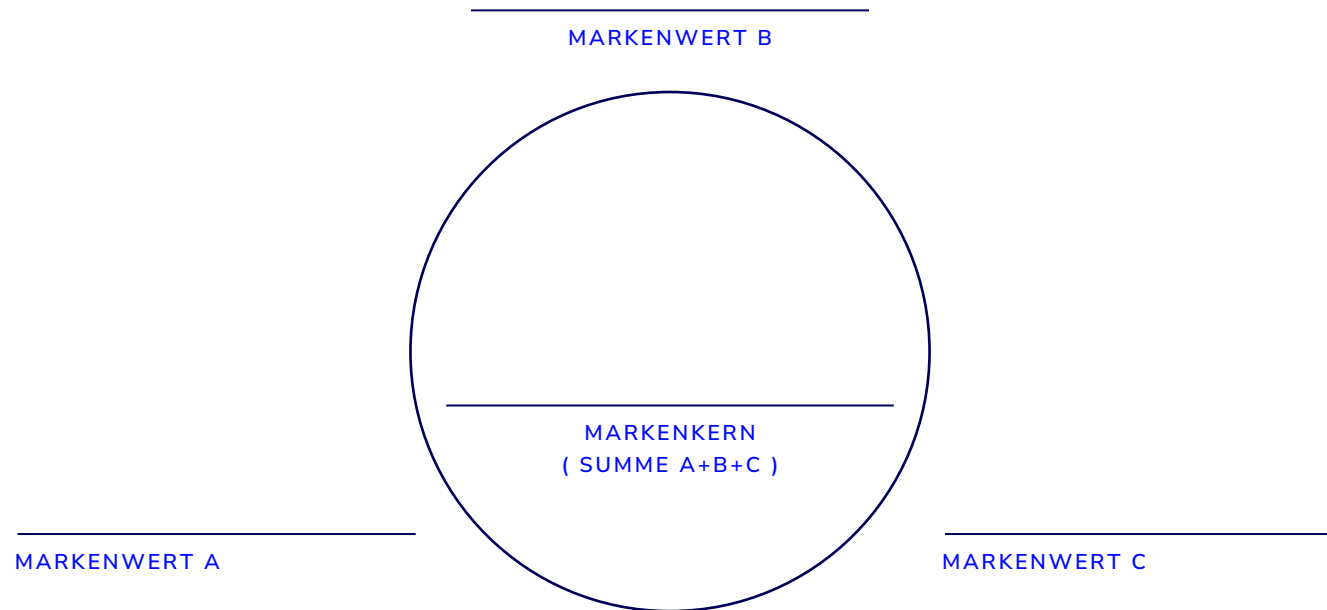 MARKENWERT B
MARKENKERN
( SUMME A+B+C )
MARKENWERT A
MARKENWERT C